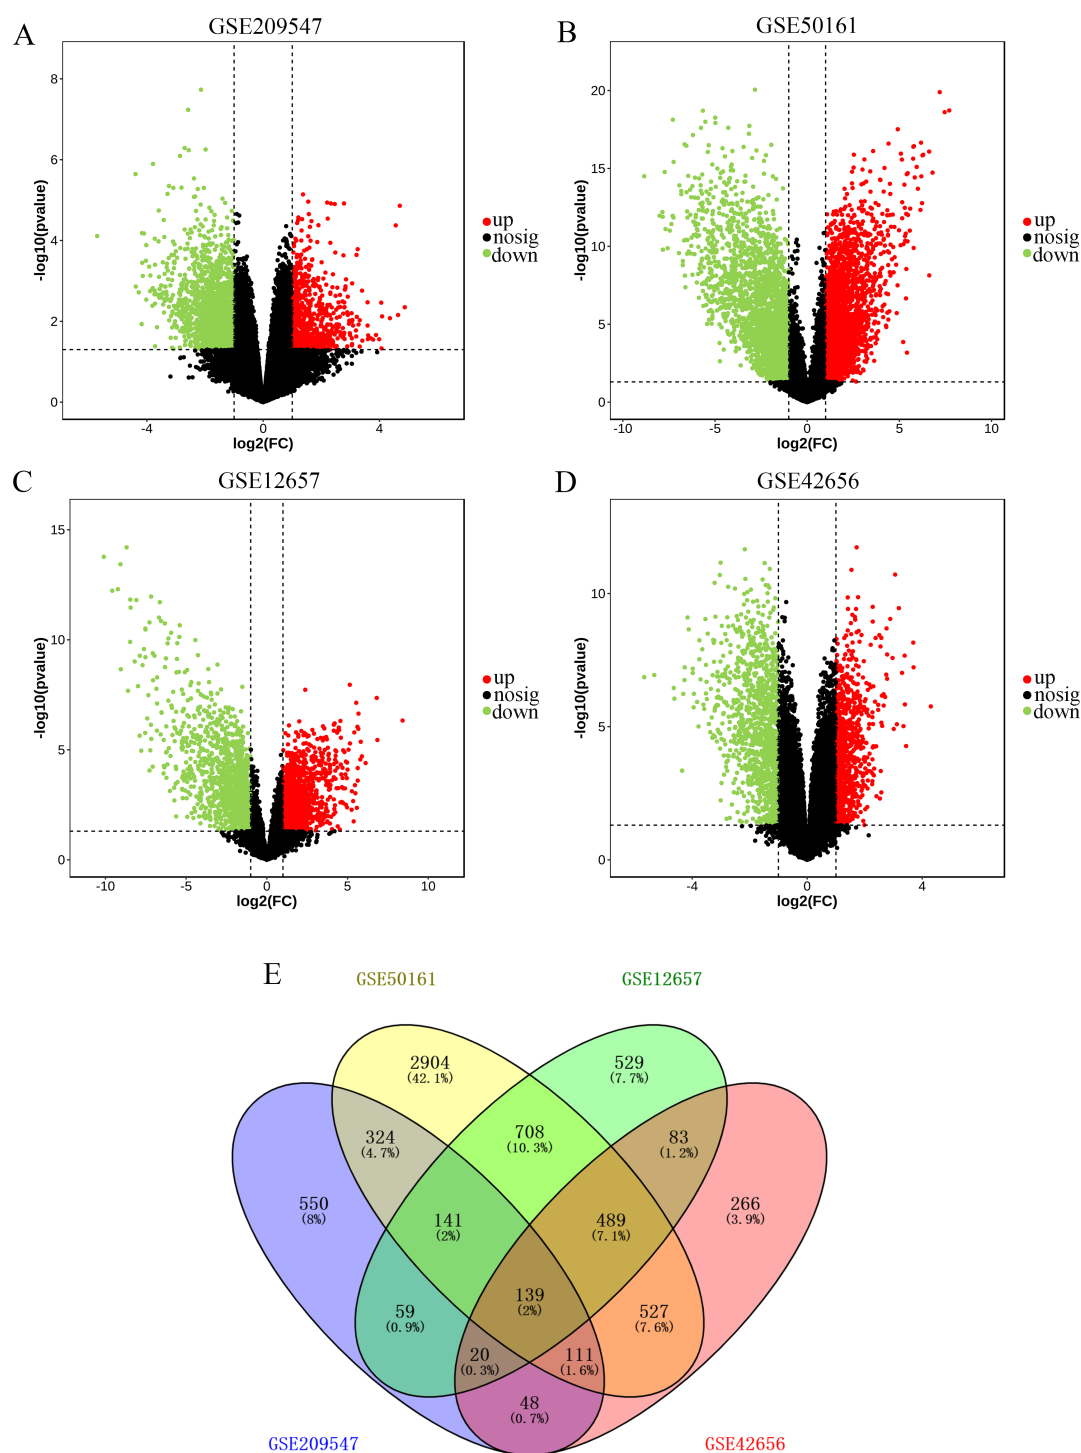 A
GSE209547
8
6
4
2
0
-4
0
4
-log10(pvalue)
log2(FC)
up
nosig
down
B
GSE50161
20
15
10
5
0
-10
-5
0
5
10
-log10(pvalue)
log2(FC)
up
nosig
down
C
GSE12657
15
10
5
0
-10
-5
0
5
10
-log10(pvalue)
log2(FC)
up
nosig
down
D
GSE42656
10
5
0
-4
0
4
-log10(pvalue)
log2(FC)
up
nosig
down
E
GSE50161
GSE12657
2904
(42.1%)
529
(7.7%)
324
(4.7%)
708
(10.3%)
83
(1.2%)
550
(8%)
141
(2%)
489
(7.1%)
266
(3.9%)
59
(0.9%)
139
(2%)
527
(7.6%)
20
(0.3%)
111
(1.6%)
48
(0.7%)
GSE209547
GSE42656